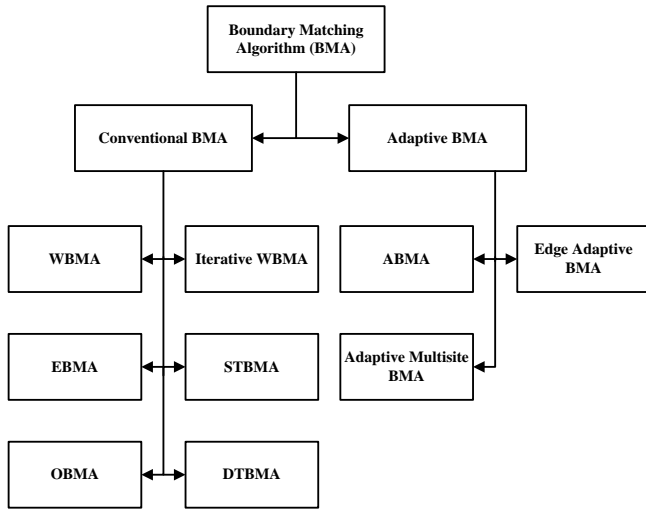 Boundary Matching
Algorithm (BMA)
Conventional BMA
Adaptive BMA
WBMA
Iterative WBMA
ABMA
Edge Adaptive
BMA
EBMA
STBMA
Adaptive Multisite
BMA
OBMA
DTBMA